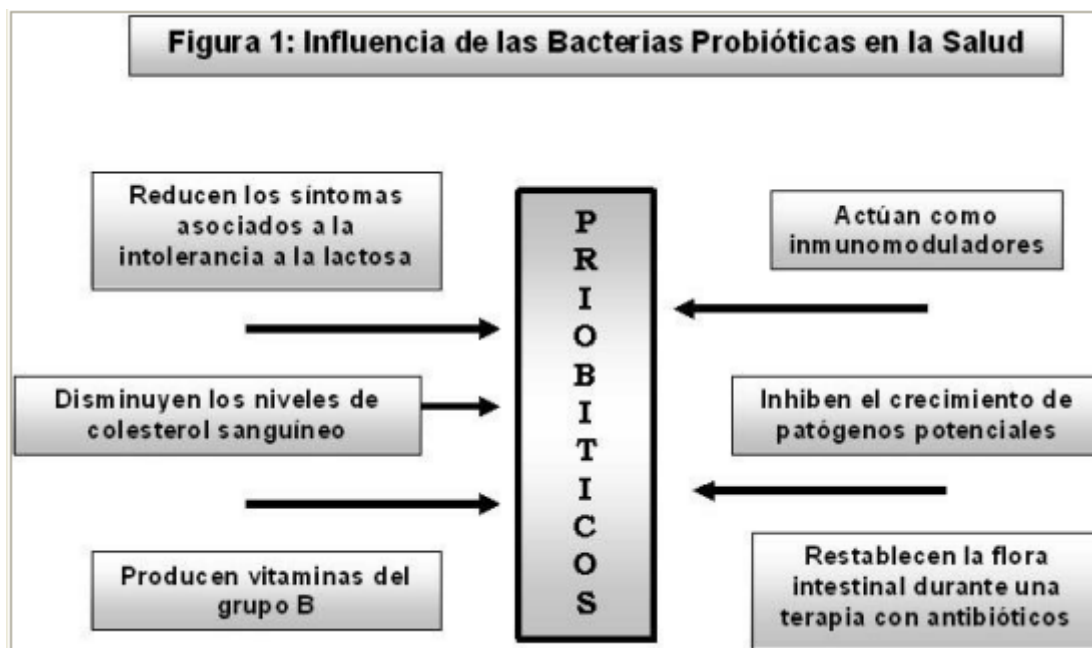 Figura 1: Influencia de las Bacterias Probióticas en la Salud
Reducen los síntomas
asociados a la
intolerancia a la lactosa
Disminuyen los niveles de
colesterol sanguíneo
Producen vitaminas del
grupo B
P
R
I
O
B
I
T
I
C
O
S
Actúan como
inmunomoduladores
Inhiben el crecimiento de
patógenos potenciales
Restablecen la flora
intestinal durante una
terapia con antibióticos